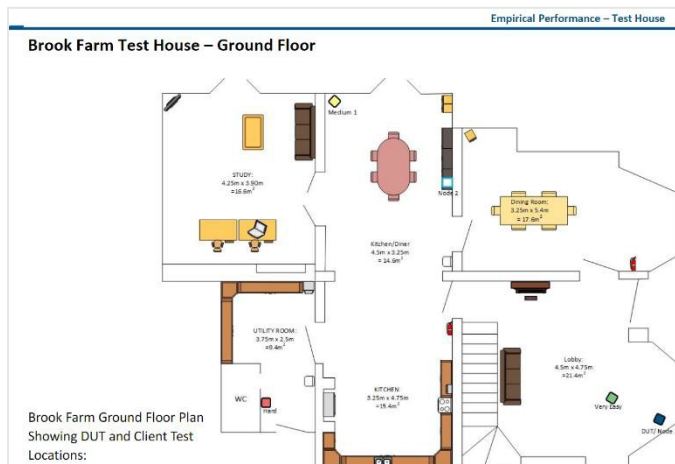 Empirical Performance – Test House
Brook Farm Test House – Ground Floor
Medium 1
STUDY:
4.25m x 3.90m
=16.6m²
Node 2
Dining Room:
3.25m x 5.4m
= 17.6m²
Kitchen/Diner
4.5m x 3.25m
= 14.6m²
UTILITY ROOM:
3.75m x 2.5m
=9.4m²
Lobby:
4.5m x 4.75m
=21.4m²
KITCHEN:
3.25m x 4.75m
=15.4m²
WC
Hard
Very Easy
DUT/ Node
Brook Farm Ground Floor Plan
Showing DUT and Client Test
Locations: